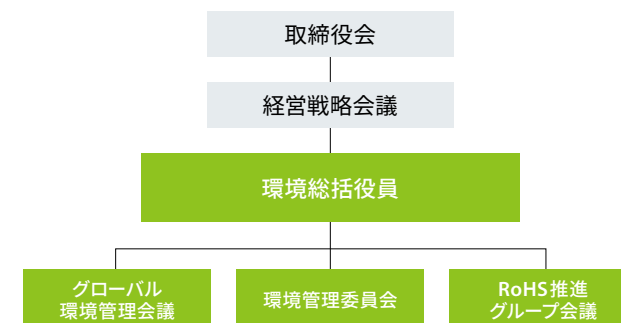 取締役会
経営戦略会議
環境総括役員
グローバル
環境管理会議
環境管理委員会
RoHS推進
グループ会議